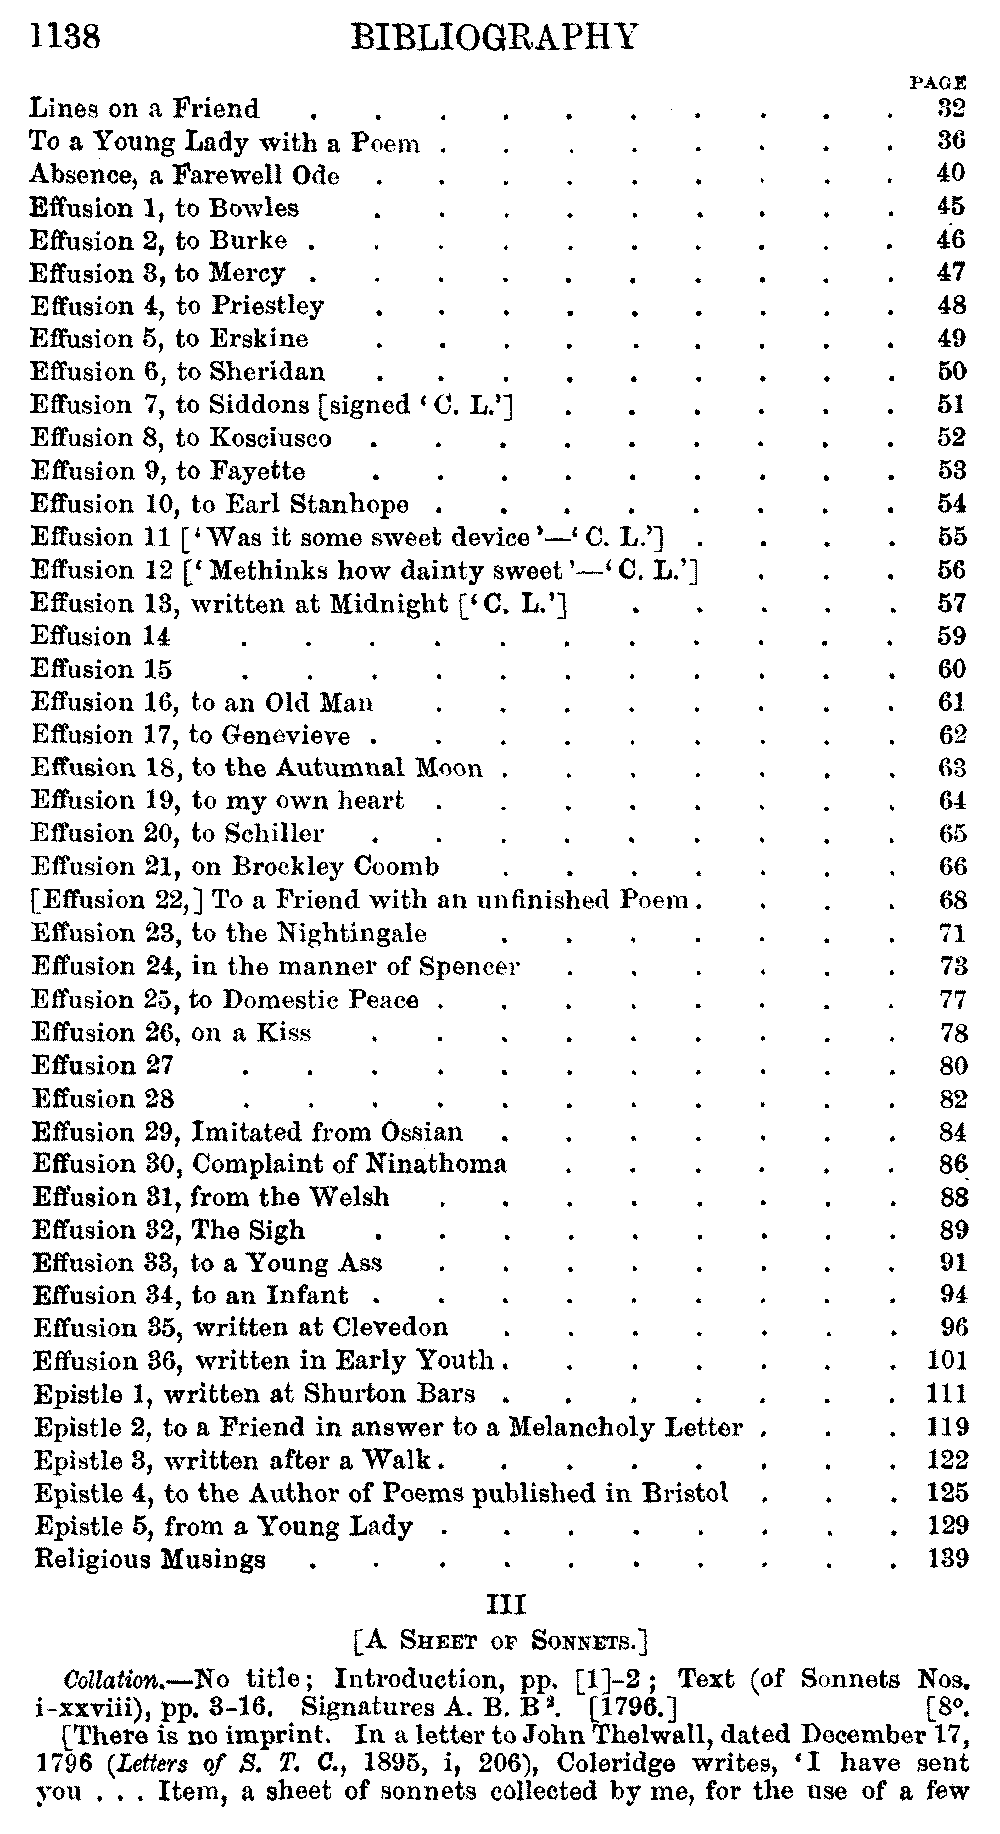 1138 BIBLIOGRAPHY
PAGE
Lines on a Friend . . . . . . . . . . 32
To a Young Lady with a Poem . . . . . . . . 36
Absence, a Farewell Ode . . . . . . . . . 40
Effusion 1, to Bowles . . . . . . . . . 45
Effusion 2, to Burke . . . . . . . . . . 46
Effusion 3, to Mercy . . . . . . . . . . 47
Effusion 4, to Priestley . . . . . . . . . 48
Effusion 5, to Erskine . . . . . . . . . 49
Effusion 6, to Sheridan . . . . . . . . . 50
Effusion 7, to Siddons [signed ‘C. L.’] . . . . . . 51
Effusion 8, to Kosciusco . . . . . . . . . 52
Effusion 9, to Fayette . . . . . . . . . 53
Effusion 10, to Earl Stanhope . . . . . . . . 54
Effusion 11 [‘Was it some sweet device’—‘C. L.’] . . . . 55
Effusion 12 [‘Methinks how dainty sweet’—‘C. L.’] . . . 56
Effusion 13, written at Midnight [‘C. L.’] . . . . . 57
Effusion 14 . . . . . . . . . . . 59
Effusion 15 . . . . . . . . . . . 60
Effusion 16, to an Old Man . . . . . . . . 61
Effusion 17, to Genevieve . . . . . . . . . 62
Effusion 18, to the Autumnal Moon . . . . . . . 63
Effusion 19, to my own heart . . . . . . . . 64
Effusion 20, to Schiller . . . . . . . . . 65
Effusion 21, on Brockley Coomb . . . . . . . 66
[Effusion 22,] To a Friend with an unfinished Poem . . . . 68
Effusion 23, to the Nightingale . . . . . . . 71
Effusion 24, in the manner of Spencer . . . . . . 73
Effusion 25, to Domestic Peace . . . . . . . . 77
Effusion 26, on a Kiss . . . . . . . . . 78
Effusion 27 . . . . . . . . . . . 80
Effusion 28 . . . . . . . . . . . 82
Effusion 29, Imitated from Ossian . . . . . . . 84
Effusion 30, Complaint of Ninathoma . . . . . . 86
Effusion 31, from the Welsh . . . . . . . . 88
Effusion 32, The Sigh . . . . . . . . . 89
Effusion 33, to a Young Ass . . . . . . . . 91
Effusion 34, to an Infant . . . . . . . . . 94
Effusion 35, written at Clevedon . . . . . . . 96
Effusion 36, written in Early Youth . . . . . . . 101
Epistle 1, written at Shurton Bars . . . . . . . 111
Epistle 2, to a Friend in answer to a Melancholy Letter . . . 119
Epistle 3, written after a Walk . . . . . . . . 122
Epistle 4, to the Author of Poems published in Bristol . . . 125
Epistle 5, from a Young Lady . . . . . . . . 129
Religious Musings . . . . . . . . . . 139
III
[A SHEET OF SONNETS.]
Collation.—No title; Introduction, pp. [1]-2; Text (of Sonnets Nos.
i-xxviii), pp. 3-16. Signatures A. B. B². [1796.] [8º.
[There is no imprint. In a letter to John Thelwall, dated December 17,
1796 (Letters of S. T. C., 1895, i, 206), Coleridge writes, ‘I have sent
you . . . Item, a sheet of sonnets collected by me, for the use of a few